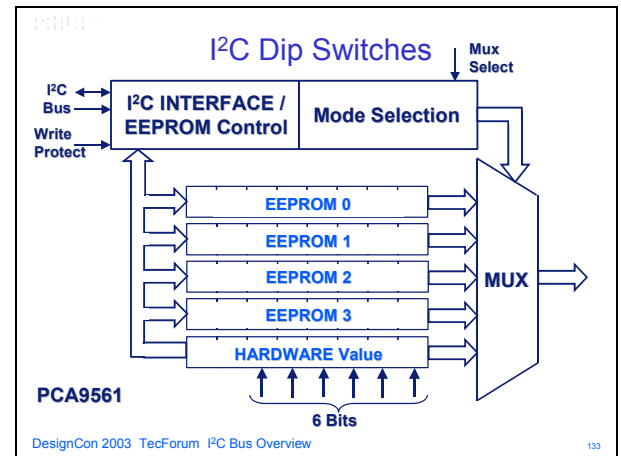 I²C Dip Switches
Mux
Select
I²C
Bus
Write
Protect
I²C INTERFACE /
EEPROM Control
Mode Selection
EEPROM 0
EEPROM 1
EEPROM 2
EEPROM 3
HARDWARE Value
MUX
PCA9561
6 Bits
DesignCon 2003 TecForum I²C Bus Overview
133